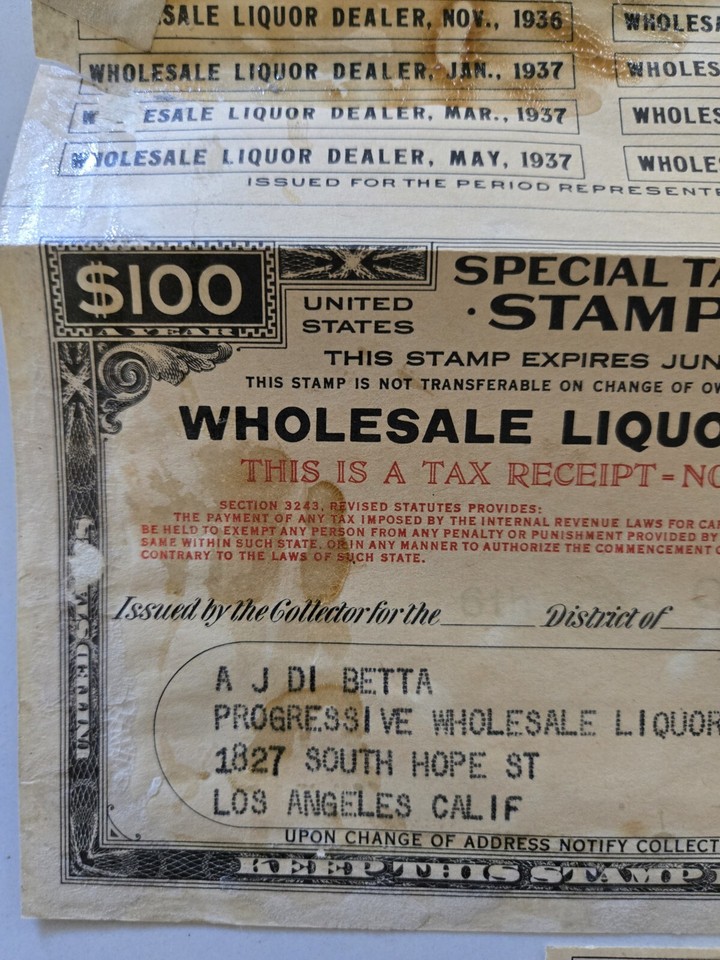 SALE LIQUOR DEALER, NOV., 1936 WHOLESA
WHOLESALE LIQUOR DEALER, JAN., 1937 WHOLES
W ESALE LIQUOR DEALER, MAR., 1937 WHOLES
WHOLESALE LIQUOR DEALER, MAY, 1937 WHOLE
ISSUED FOR THE PERIOD REPRESENTE
$100
A YEAR
UNITED
STATES
SPECIAL TA
·STAMP
THIS STAMP EXPIRES JUN
THIS STAMP IS NOT TRANSFERABLE ON CHANGE OF OW
WHOLESALE LIQUO
THIS IS A TAX RECEIPT=NO
SECTION 3243, REVISED STATUTES PROVIDES:
THE PAYMENT OF ANY TAX IMPOSED BY THE INTERNAL REVENUE LAWS FOR CAR
BE HELD TO EXEMPT ANY PERSON FROM ANY PENALTY OR PUNISHMENT PROVIDED BY
SAME WITHIN SUCH STATE, OR IN ANY MANNER TO AUTHORIZE THE COMMENCEMENT O
CONTRARY TO THE LAWS OF SUCH STATE.
Issued by the Collector for the District of
A J DI BETTA
PROGRESSIVE WHOLESALE LIQUOR
1827 SOUTH HOPE ST
LOS ANGELES CALIF
UPON CHANGE OF ADDRESS NOTIFY COLLECT
KEEP THIS STAMP
UNITED STATES